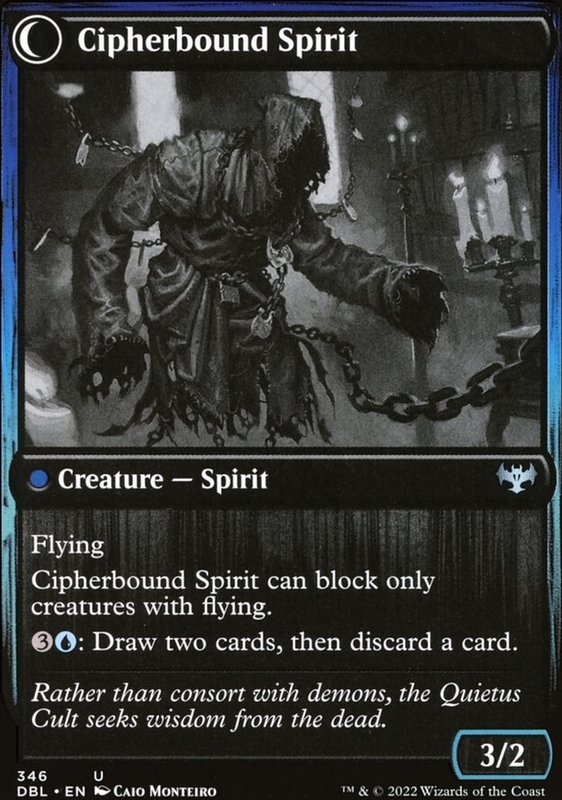 Cipherbound Spirit
Creature — Spirit
Flying
Cipherbound Spirit can block only
creatures with flying.
3: Draw two cards, then discard a card.
Rather than consort with demons, the Quietus
Cult seeks wisdom from the dead.
3/2
346 U
DBL • EN Caio Monteiro
™ & © 2022 Wizards of the Coast